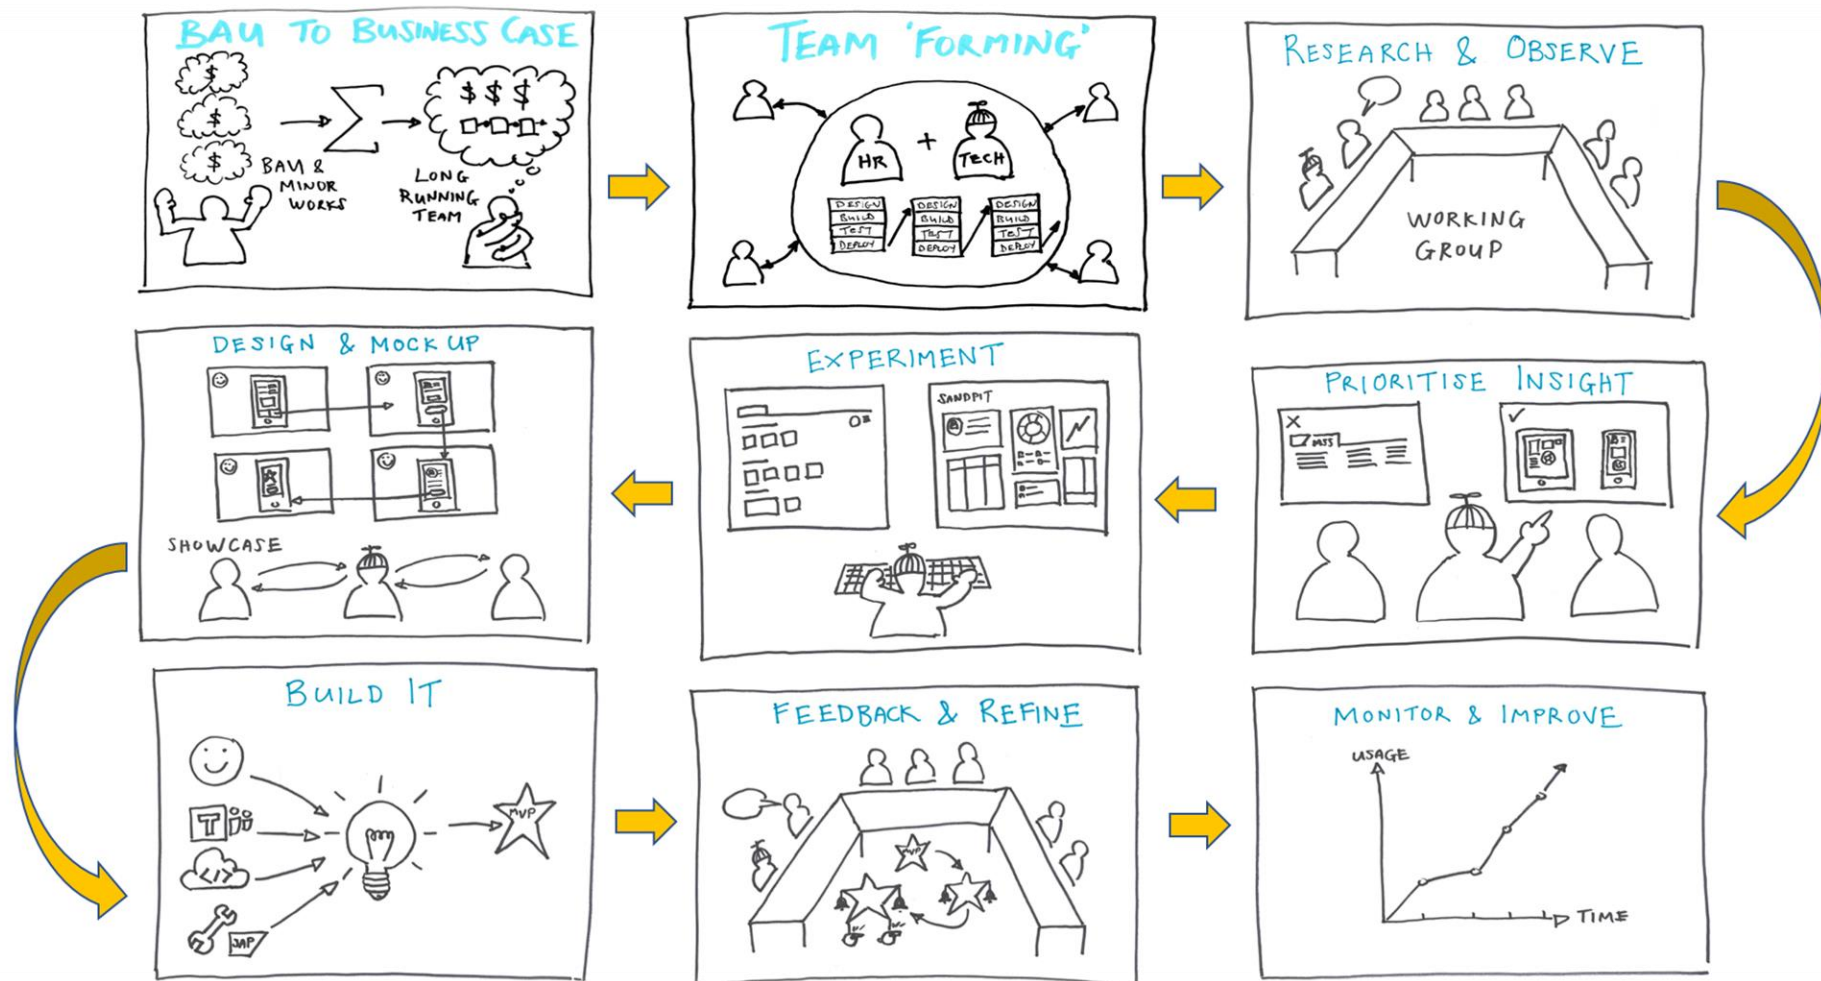 BAU TO BUSINESS CASE
$
$
$
$ $ $
BAU &
MINOR
WORKS
LONG
RUNNING
TEAM
TEAM 'FORMING'
HR
+
TECH
DESIGN
BUILD
TEST
DEPLOY
DESIGN
BUILD
TEST
DEPLOY
DESIGN
BUILD
TEST
DEPLOY
RESEARCH & OBSERVE
WORKING
GROUP
PRIORITISE INSIGHT
MSS
EXPERIMENT
SANDPIT
DESIGN & MOCK UP
SHOWCASE
BUILD IT
T
</>
SAP
MVP
FEEDBACK & REFINE
MVP
MONITOR & IMPROVE
USAGE
TIME